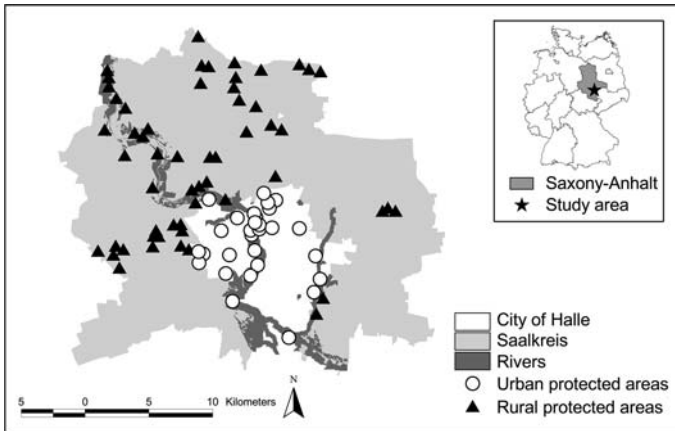 Saxony-Anhalt
Study area
City of Halle
Saalkreis
Rivers
Urban protected areas
Rural protected areas
5 0 5 10 Kilometers
N